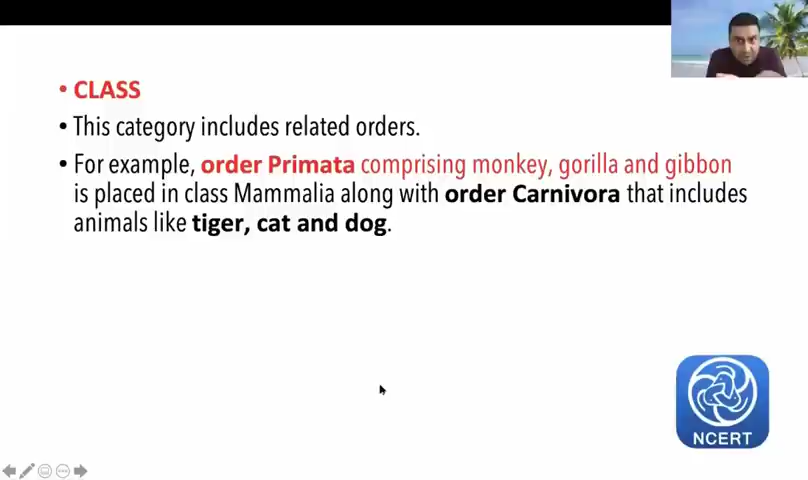 • CLASS
• This category includes related orders.
• For example, order Primata comprising monkey, gorilla and gibbon
is placed in class Mammalia along with order Carnivora that includes
animals like tiger, cat and dog.
NCERT